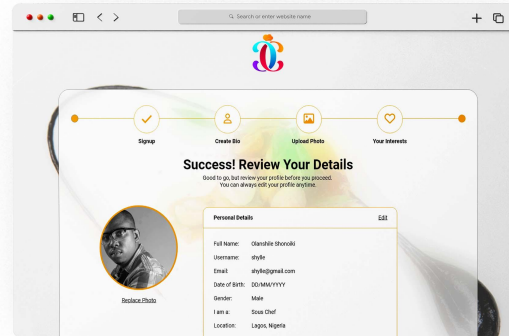 Search or enter website name
Signup
Create Bio
Upload Photo
Your Interests
Success! Review Your Details
Good to go, but review your profile before you proceed.
You can always edit your profile anytime.
Replace Photo
Personal Details
Edit
Full Name: Olanshile Shonoiki
Username: shylle
Email: shylle@gmail.com
Date of Birth: DD/MM/YYYY
Gender: Male
I am a: Sous Chef
Location: Lagos, Nigeria